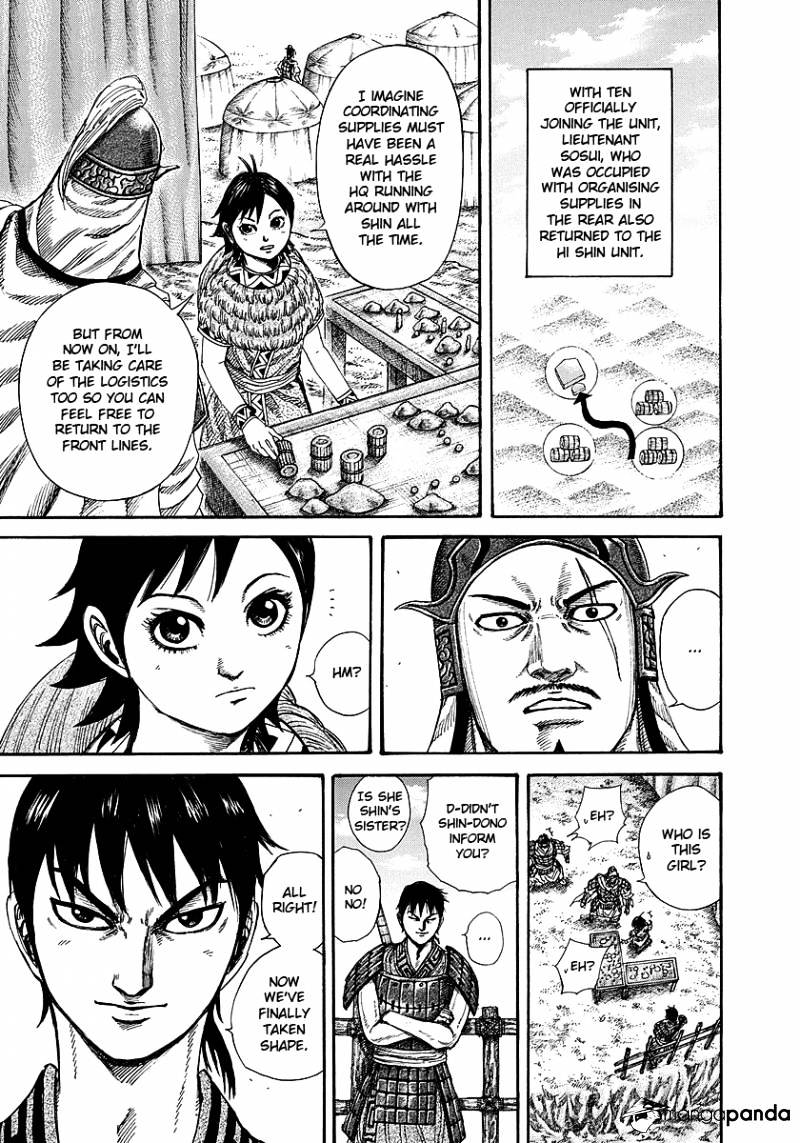 WITH TEN
OFFICIALLY
JOINING THE UNIT,
LIEUTENANT
SOSUI, WHO
WAS OCCUPIED
WITH ORGANISING
SUPPLIES IN
THE REAR ALSO
RETURNED TO THE
HI SHIN UNIT.
I IMAGINE
COORDINATING
SUPPLIES MUST
HAVE BEEN A
REAL HASSLE
WITH THE
HQ RUNNING
AROUND WITH
SHIN ALL
THE TIME.
BUT FROM
NOW ON, I'LL
BE TAKING CARE
OF THE LOGISTICS
TOO SO YOU CAN
FEEL FREE TO
RETURN TO THE
FRONT LINES.
...
HM?
WHO IS
THIS
GIRL?
EH?
EH?
D-DIDN'T
SHIN-DONO
INFORM
YOU?
IS SHE
SHIN'S
SISTER?
NO
NO!
...
ALL
RIGHT!
NOW
WE'VE
FINALLY
TAKEN
SHAPE.
mangapanda